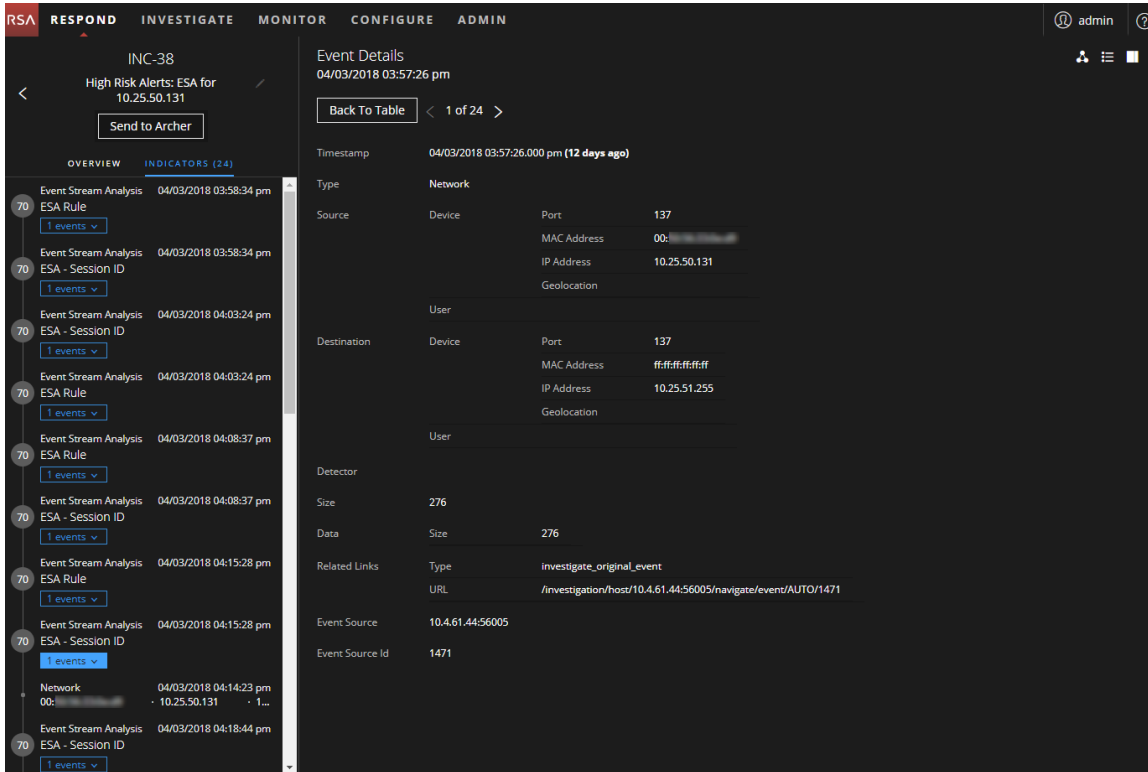 RSA RESPOND INVESTIGATE MONITOR CONFIGURE ADMIN admin ?
INC-38
High Risk Alerts: ESA for
10.25.50.131
Send to Archer
OVERVIEW INDICATORS (24)
Event Stream Analysis 04/03/2018 03:58:34 pm
70 ESA Rule
1 events
Event Stream Analysis 04/03/2018 03:58:34 pm
70 ESA - Session ID
1 events
Event Stream Analysis 04/03/2018 04:03:24 pm
70 ESA - Session ID
1 events
Event Stream Analysis 04/03/2018 04:03:24 pm
70 ESA Rule
1 events
Event Stream Analysis 04/03/2018 04:08:37 pm
70 ESA Rule
1 events
Event Stream Analysis 04/03/2018 04:08:37 pm
70 ESA - Session ID
1 events
Event Stream Analysis 04/03/2018 04:15:28 pm
70 ESA Rule
1 events
Event Stream Analysis 04/03/2018 04:15:28 pm
70 ESA - Session ID
1 events
Network 04/03/2018 04:14:23 pm
00: · 10.25.50.131 · 1...
Event Stream Analysis 04/03/2018 04:18:44 pm
70 ESA - Session ID
1 events
Event Details
04/03/2018 03:57:26 pm
Back To Table < 1 of 24 >
Timestamp 04/03/2018 03:57:26.000 pm (12 days ago)
Type Network
Source Device Port 137
MAC Address 00:
IP Address 10.25.50.131
Geolocation
User
Destination Device Port 137
MAC Address ff:ff:ff:ff:ff:ff
IP Address 10.25.51.255
Geolocation
User
Detector
Size 276
Data Size 276
Related Links Type investigate_original_event
URL /investigation/host/10.4.61.44:56005/navigate/event/AUTO/1471
Event Source 10.4.61.44:56005
Event Source Id 1471